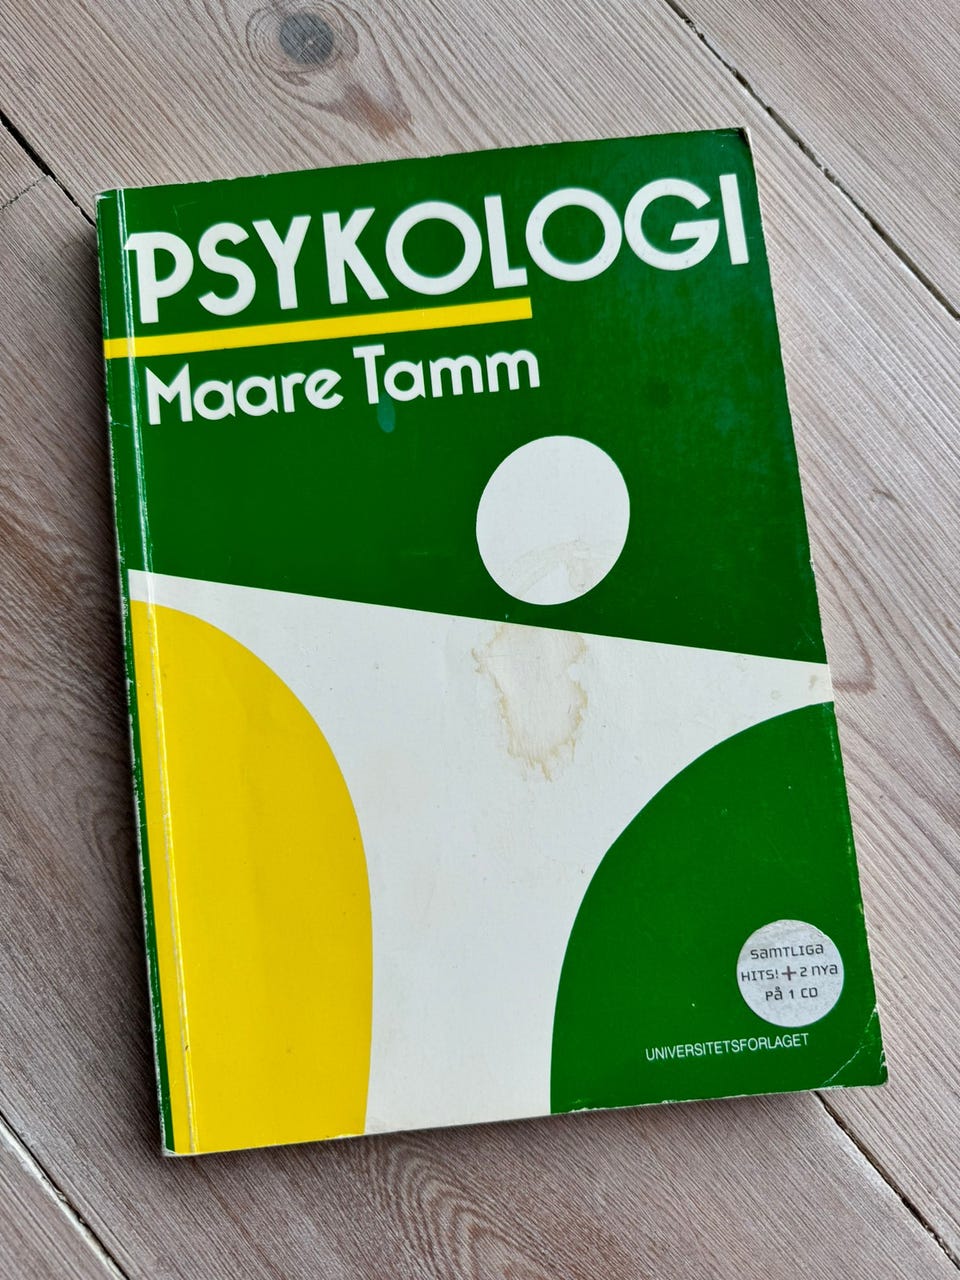 PSYKOLOGI
Maare Tamm
SAMTLIGA
HITS! + 2 NYA
PÅ 1 CD
UNIVERSITETSFORLAGET